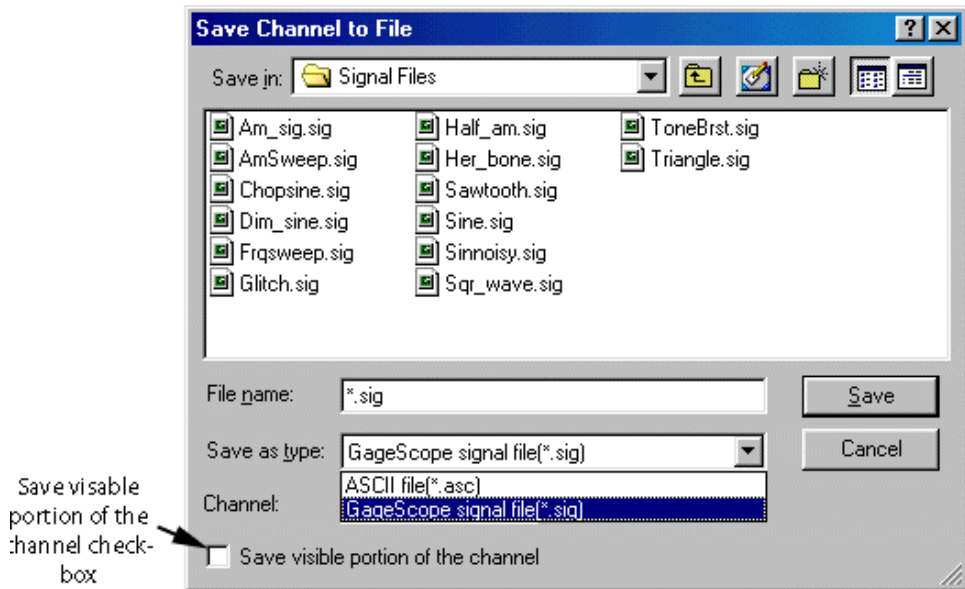 Save Channel to File
Save in: Signal Files
Am_sig.sig
AmSweep.sig
Chopsine.sig
Dim_sine.sig
Frqsweep.sig
Glitch.sig
Half_am.sig
Her_bone.sig
Sawtooth.sig
Sine.sig
Sinnoisy.sig
Sqr_wave.sig
ToneBrst.sig
Triangle.sig
File name: *.sig
Save
Save as type: GageScope signal file(*.sig)
Cancel
ASCII file(*.asc)
Channel:
GageScope signal file(*.sig)
Save visible portion of the channel
Save visable
portion of the
channel check-
box